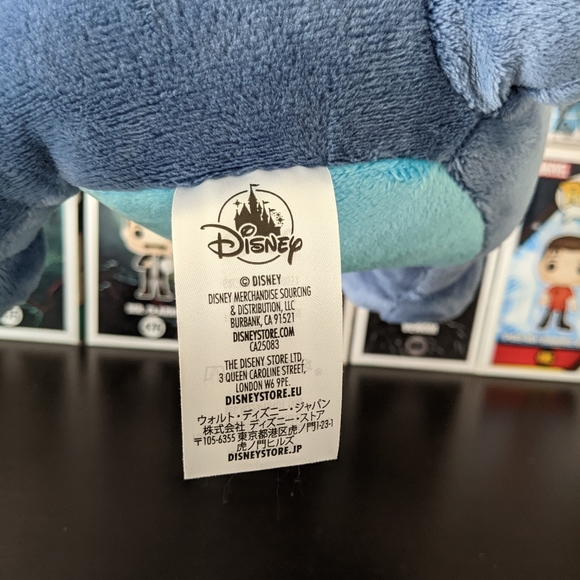 Disney
© DISNEY
DISNEY MERCHANDISE SOURCING
& DISTRIBUTION, LLC
BURBANK, CA 91521
DISNEYSTORE.COM
CA25083
THE DISENY STORE LTD,
3 QUEEN CAROLINE STREET,
LONDON W6 9PE.
DISNEYSTORE.EU
ウォルト・ディズニー・ジャパン
株式会社 ディズニー・ストア
〒105-6355 東京都港区虎ノ門1-23-1
虎ノ門ヒルズ
DISNEYSTORE.JP